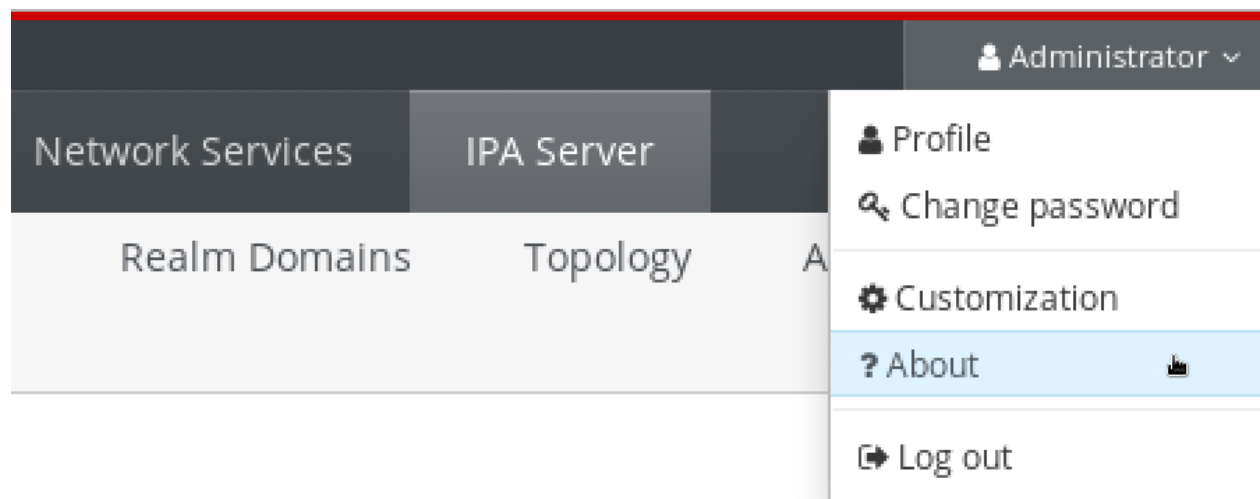 Administrator
Network Services IPA Server
Profile
Change password
Realm Domains Topology A
Customization
? About
Log out